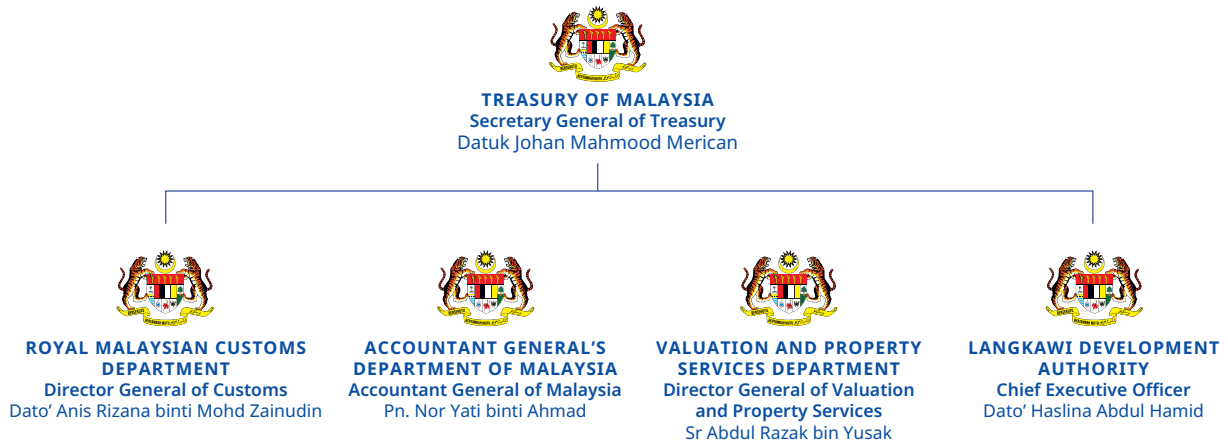 TREASURY OF MALAYSIA
Secretary General of Treasury
Datuk Johan Mahmood Merican
ROYAL MALAYSIAN CUSTOMS
DEPARTMENT
Director General of Customs
Dato’ Anis Rizana binti Mohd Zainudin
ACCOUNTANT GENERAL’S
DEPARTMENT OF MALAYSIA
Accountant General of Malaysia
Pn. Nor Yati binti Ahmad
VALUATION AND PROPERTY
SERVICES DEPARTMENT
Director General of Valuation
and Property Services
Sr Abdul Razak bin Yusak
LANGKAWI DEVELOPMENT
AUTHORITY
Chief Executive Officer
Dato’ Haslina Abdul Hamid